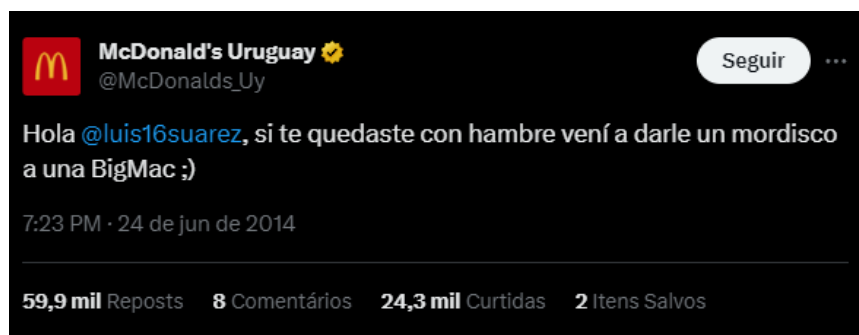 McDonald's Uruguay
@McDonalds_Uy
Seguir
Hola @luis16suarez, si te quedaste con hambre vení a darle un mordisco
a una BigMac ;)
7:23 PM · 24 de jun de 2014
59,9 mil Reposts 8 Comentários 24,3 mil Curtidas 2 Itens Salvos